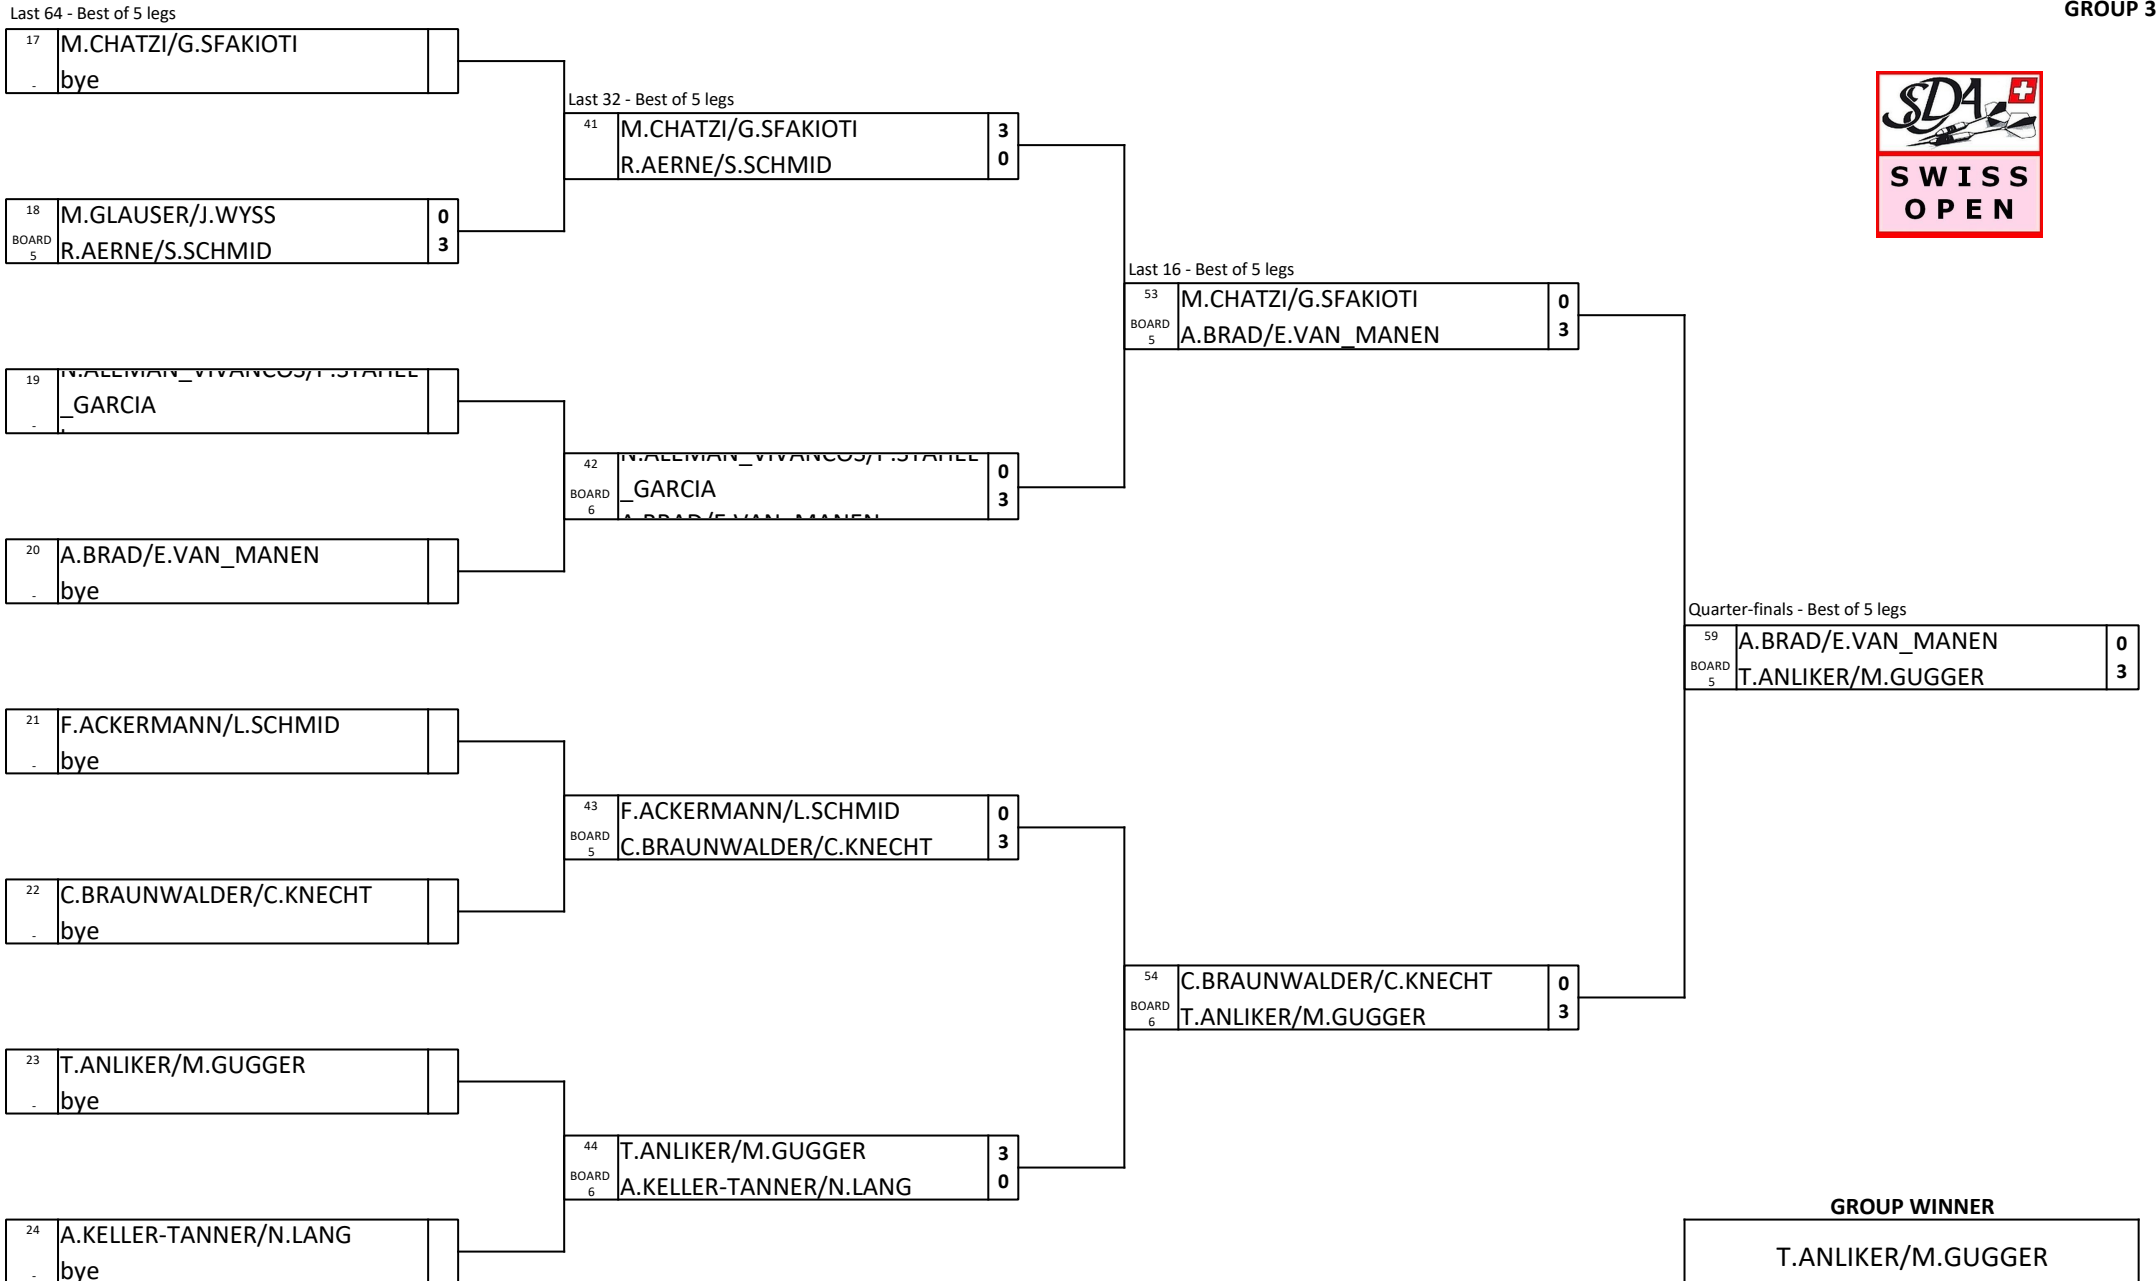 Last 64 - Best of 5 legs
GROUP 3
17
M.CHATZI/G.SFAKIOTI
-
bye
Last 32 - Best of 5 legs
41
M.CHATZI/G.SFAKIOTI
3
R.AERNE/S.SCHMID
0
SDA
SWISS
OPEN
18
M.GLAUSER/J.WYSS
0
BOARD
5
R.AERNE/S.SCHMID
3
Last 16 - Best of 5 legs
53
M.CHATZI/G.SFAKIOTI
0
BOARD
5
A.BRAD/E.VAN_MANEN
3
19
_GARCIA
-
42
0
BOARD
6
_GARCIA
3
A.BRAD/E.VAN_MANEN
20
A.BRAD/E.VAN_MANEN
-
bye
Quarter-finals - Best of 5 legs
59
A.BRAD/E.VAN_MANEN
0
BOARD
5
T.ANLIKER/M.GUGGER
3
21
F.ACKERMANN/L.SCHMID
-
bye
43
F.ACKERMANN/L.SCHMID
0
BOARD
5
C.BRAUNWALDER/C.KNECHT
3
22
C.BRAUNWALDER/C.KNECHT
-
bye
54
C.BRAUNWALDER/C.KNECHT
0
BOARD
6
T.ANLIKER/M.GUGGER
3
23
T.ANLIKER/M.GUGGER
-
bye
44
T.ANLIKER/M.GUGGER
3
BOARD
6
A.KELLER-TANNER/N.LANG
0
24
A.KELLER-TANNER/N.LANG
-
bye
GROUP WINNER
T.ANLIKER/M.GUGGER